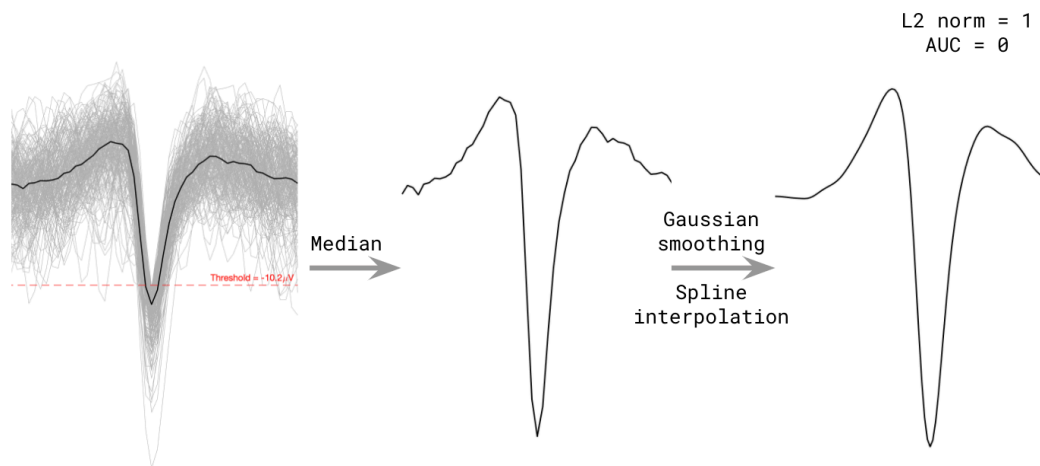 L2 norm = 1
AUC = 0
Threshold = -10.2μV
Median
Gaussian
smoothing
Spline
interpolation